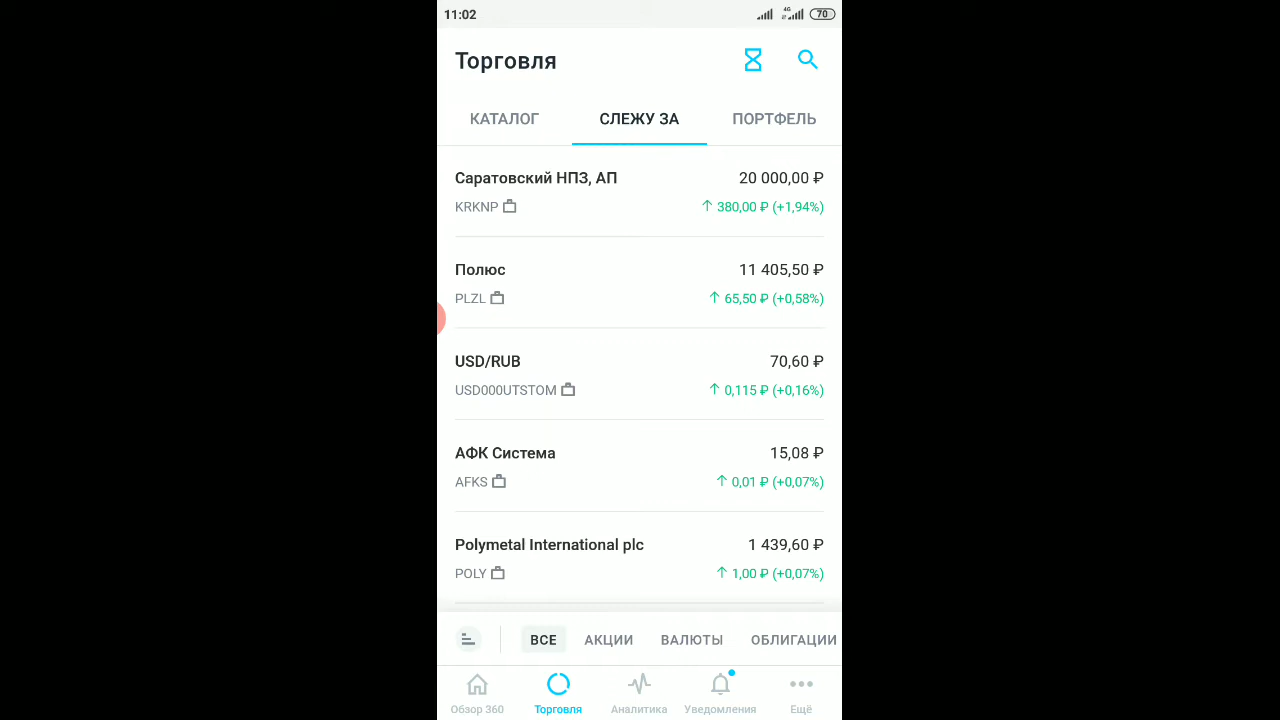 11:02
4G
70
Торговля
КАТАЛОГ СЛЕЖУ ЗА ПОРТФЕЛЬ
Саратовский НПЗ, АП 20 000,00 ₽
KRKNP ↑ 380,00 ₽ (+1,94%)
Полюс 11 405,50 ₽
PLZL ↑ 65,50 ₽ (+0,58%)
USD/RUB 70,60 ₽
USD000UTSTOM ↑ 0,115 ₽ (+0,16%)
АФК Система 15,08 ₽
AFKS ↑ 0,01 ₽ (+0,07%)
Polymetal International plc 1 439,60 ₽
POLY ↑ 1,00 ₽ (+0,07%)
ВСЕ АКЦИИ ВАЛЮТЫ ОБЛИГАЦИИ
Обзор 360 Торговля Аналитика Уведомления Ещё